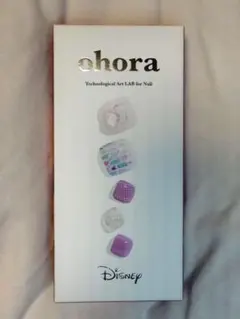 ohora
Technological Art LAB for Nail
Disney